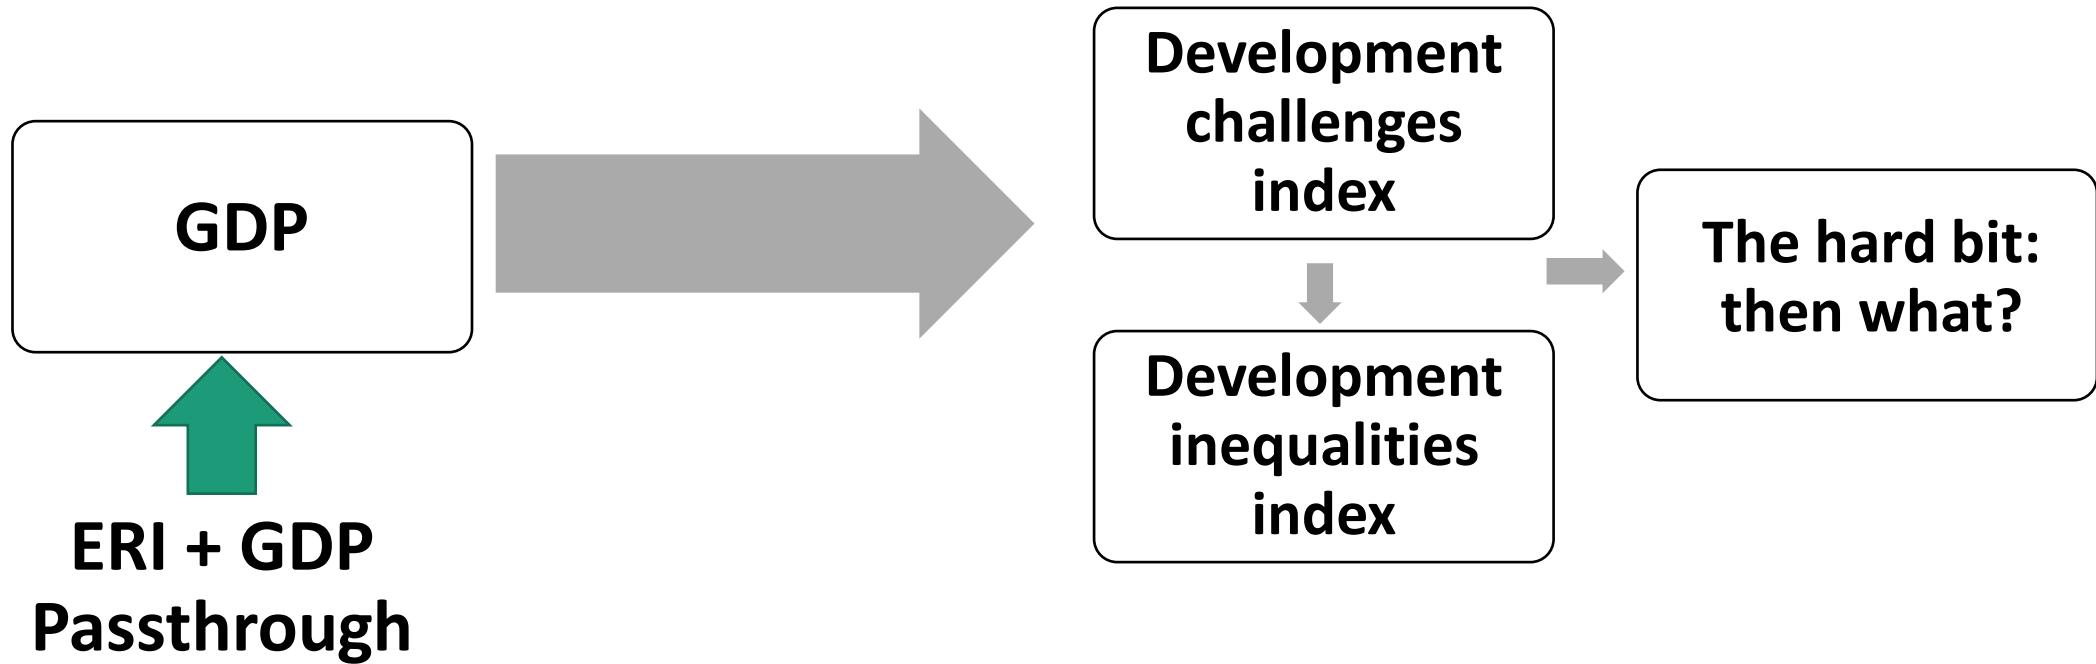 GDP
ERI + GDP
Passthrough
Development
challenges
index
Development
inequalities
index
The hard bit:
then what?